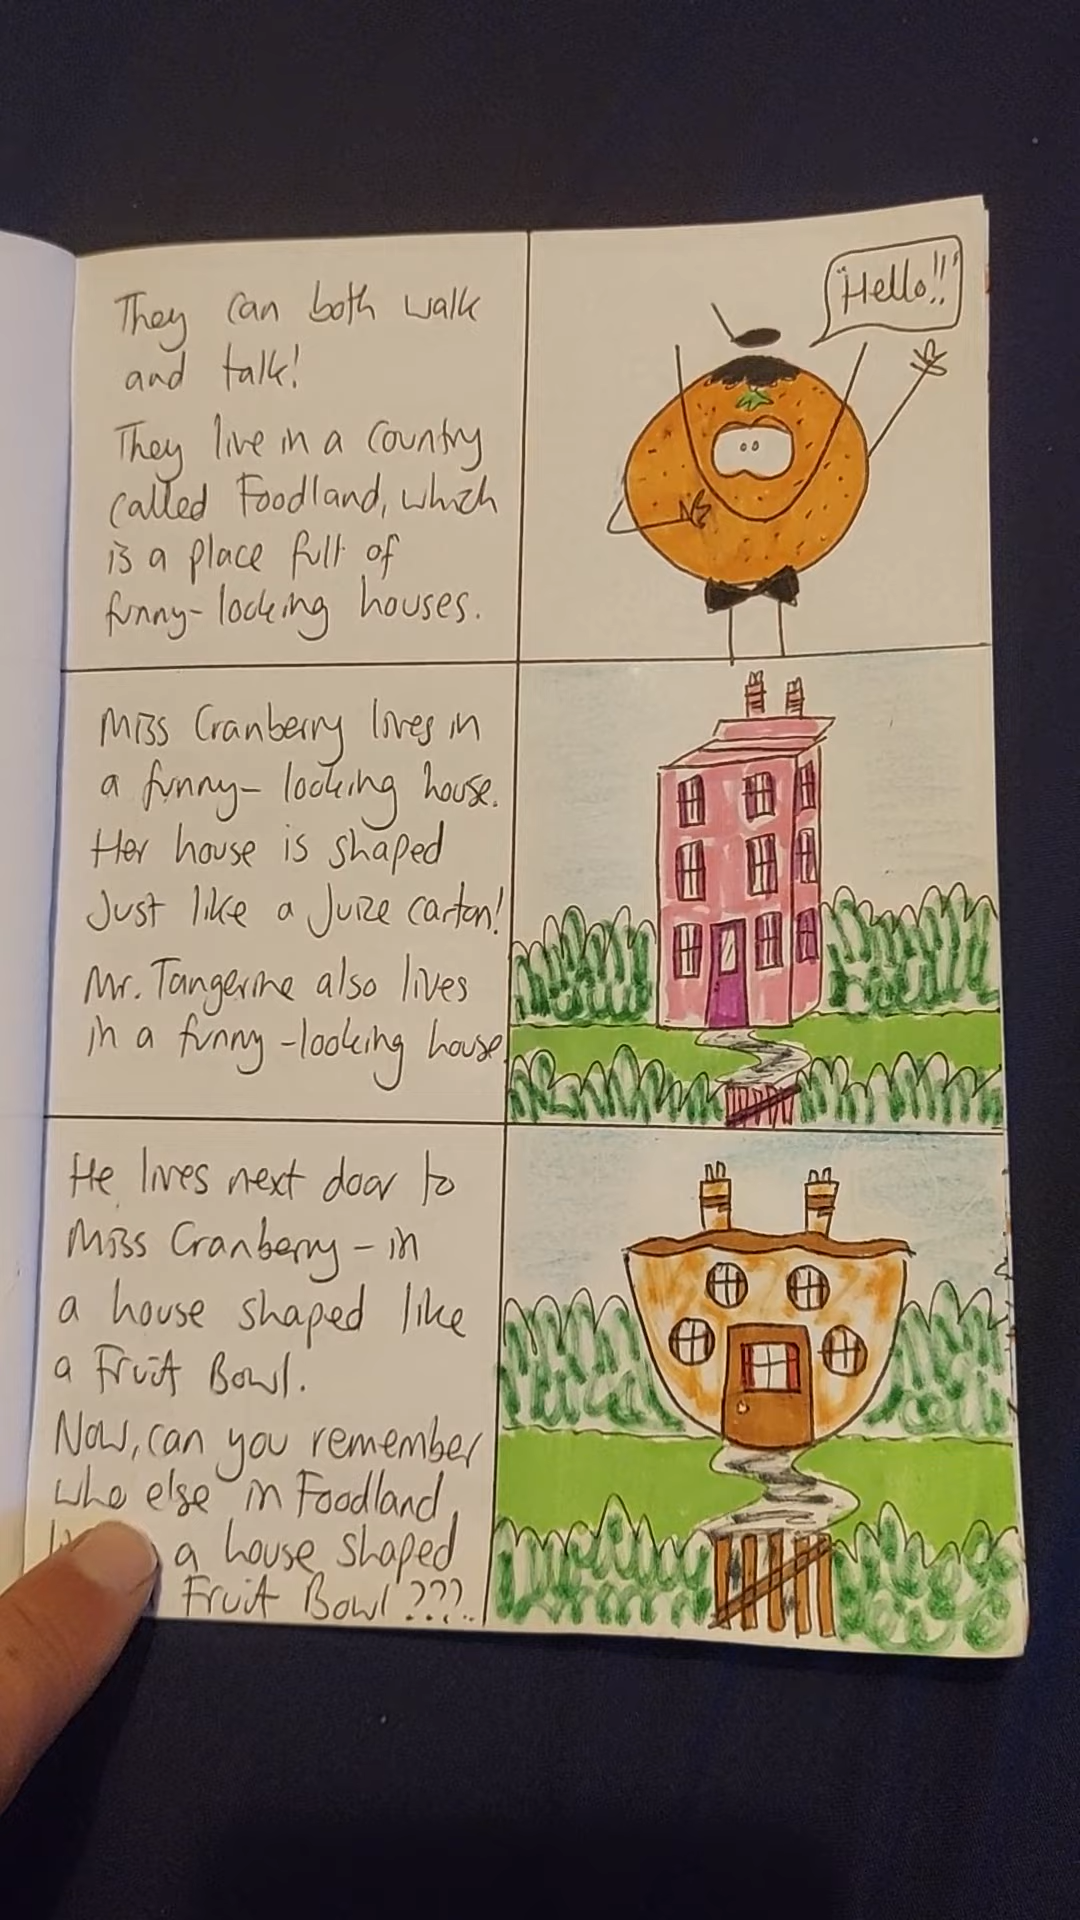 They can both walk
and talk!
They live in a country
called Foodland, which
is a place full of
funny-looking houses.
"Hello!!"
Miss Cranberry lives in
a funny-looking house.
Her house is shaped
Just like a Juice carton!
Mr. Tangerine also lives
in a funny-looking house.
He lives next door to
Miss Cranberry - in
a house shaped like
a Fruit Bowl.
Now, can you remember
who else in Foodland,
a house shaped
Fruit Bowl???..